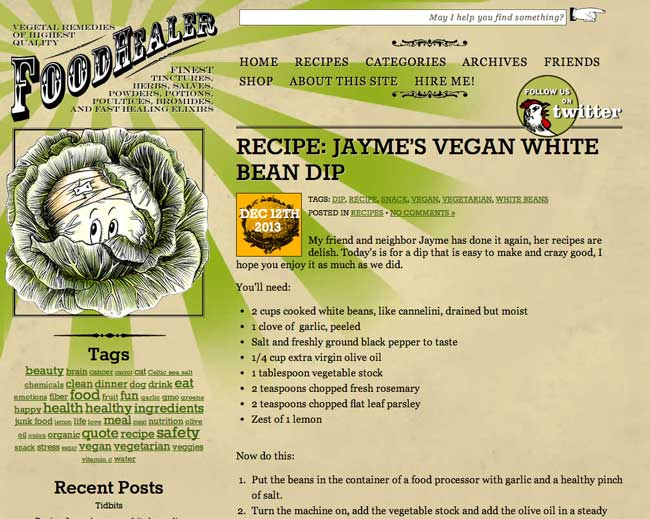 VEGETAL REMEDIES
OF HIGHEST
QUALITY
FOODHEALER
FINEST
TINCTURES,
HERBS, SALVES,
POWDERS, POTIONS,
POULTICES, BROMIDES,
AND FAST HEALING ELIXIRS
May I help you find something?
HOME RECIPES CATEGORIES ARCHIVES FRIENDS
SHOP ABOUT THIS SITE HIRE ME!
FOLLOW US
ON
twitter
RECIPE: JAYME'S VEGAN WHITE
BEAN DIP
DEC 12TH
2013
TAGS: DIP, RECIPE, SNACK, VEGAN, VEGETARIAN, WHITE BEANS
POSTED IN RECIPES • NO COMMENTS »
My friend and neighbor Jayme has done it again, her recipes are
delish. Today's is for a dip that is easy to make and crazy good, I
hope you enjoy it as much as we did.
You'll need:
• 2 cups cooked white beans, like cannelini, drained but moist
• 1 clove of garlic, peeled
• Salt and freshly ground black pepper to taste
• 1/4 cup extra virgin olive oil
• 1 tablespoon vegetable stock
• 2 teaspoons chopped fresh rosemary
• 2 teaspoons chopped flat leaf parsley
• Zest of 1 lemon
Now do this:
1. Put the beans in the container of a food processor with garlic and a healthy pinch
of salt.
2. Turn the machine on, add the vegetable stock and add the olive oil in a steady
Tags
beauty brain cancer carrot cat Celtic sea salt
chemicals clean dinner dog drink eat
emotions fiber food fruit fun garlic gmo greens
happy health healthy ingredients
junk food lemon life love meal meat nutrition olive
oil onion organic quote recipe safety
snack stress sugar vegan vegetarian veggies
vitamin c water
Recent Posts
Tidbits